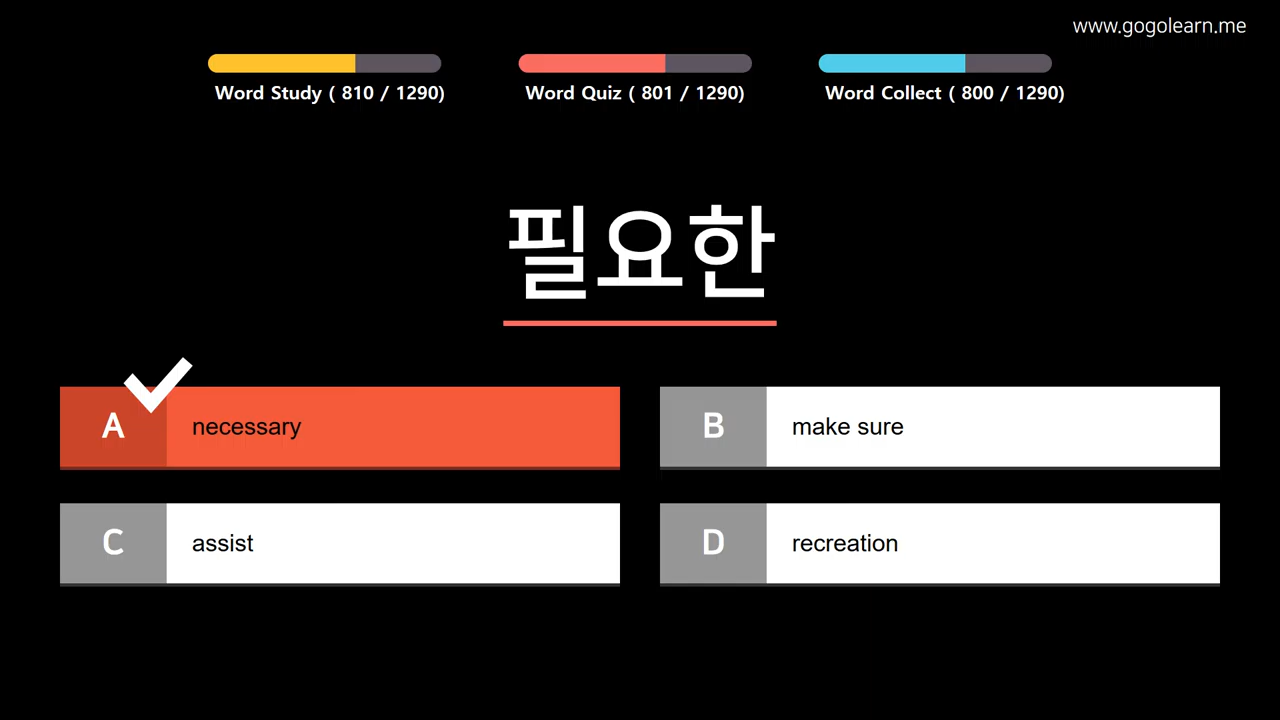 www.gogolearn.me
Word Study ( 810 / 1290)
Word Quiz ( 801 / 1290)
Word Collect ( 800 / 1290)
필요한
A necessary
B make sure
C assist
D recreation